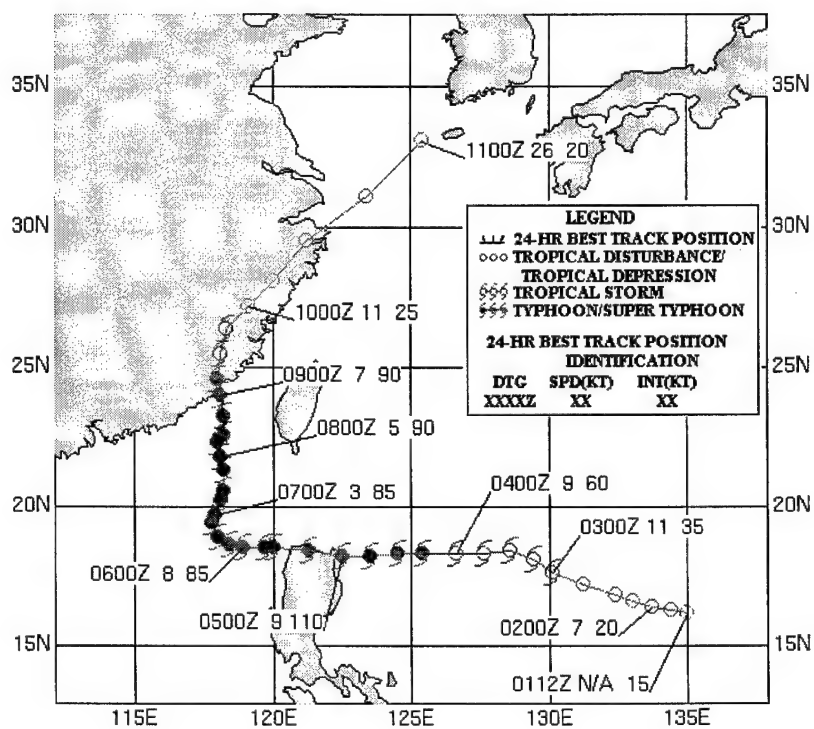 35N
35N
1100Z 26 20
30N
30N
LEGEND
24-HR BEST TRACK POSITION
TROPICAL DISTURBANCE/
TROPICAL DEPRESSION
TROPICAL STORM
TYPHOON/SUPER TYPHOON
24-HR BEST TRACK POSITION
IDENTIFICATION
DTG SPD(KT) INT(KT)
XXXXZ XX XX
1000Z 11 25
25N
25N
0900Z 7 90
0800Z 5 90
20N
20N
0700Z 3 85
0400Z 9 60
0300Z 11 35
0600Z 8 85
0500Z 9 110
0200Z 7 20
15N
15N
0112Z N/A 15
115E
120E
125E
130E
135E